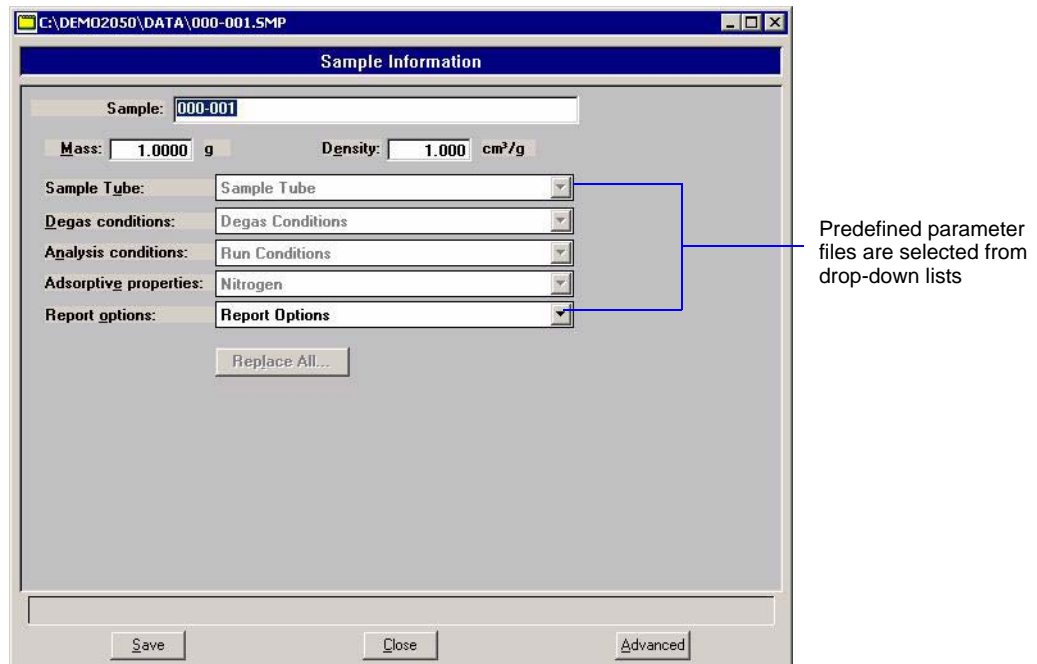 C:\DEMO2050\DATA\000-001.SMP
Sample Information
Sample: 000-001
Mass: 1.0000 g Density: 1.000 cm³/g
Sample Tube: Sample Tube
Degas conditions: Degas Conditions
Analysis conditions: Run Conditions
Adsorptive properties: Nitrogen
Report options: Report Options
Replace All...
Predefined parameter
files are selected from
drop-down lists
Save Close Advanced